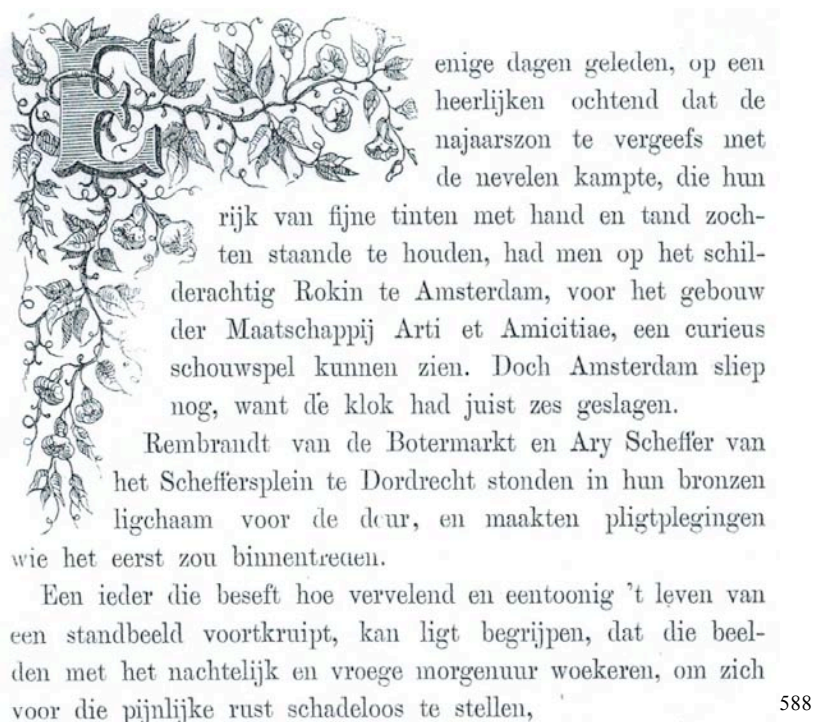 Eenige dagen geleden, op een
heerlijken ochtend dat de
najaarszon te vergeefs met
de nevelen kampte, die hun
rijk van fijne tinten met hand en tand zoch-
ten staande te houden, had men op het schil-
derachtig Rokin te Amsterdam, voor het gebouw
der Maatschappij Arti et Amicitiae, een curieus
schouwspel kunnen zien. Doch Amsterdam sliep
nog, want de klok had juist zes geslagen.
Rembrandt van de Botermarkt en Ary Scheffer van
het Scheffersplein te Dordrecht stonden in hun bronzen
ligchaam voor de deur, en maakten pligtplegingen
wie het eerst zou binnentreden.
Een ieder die beseft hoe vervelend en eentoonig 't leven van
een standbeeld voortkruipt, kan ligt begrijpen, dat die beel-
den met het nachtelijk en vroege morgenuur woekeren, om zich
voor die pijnlijke rust schadeloos te stellen,
588